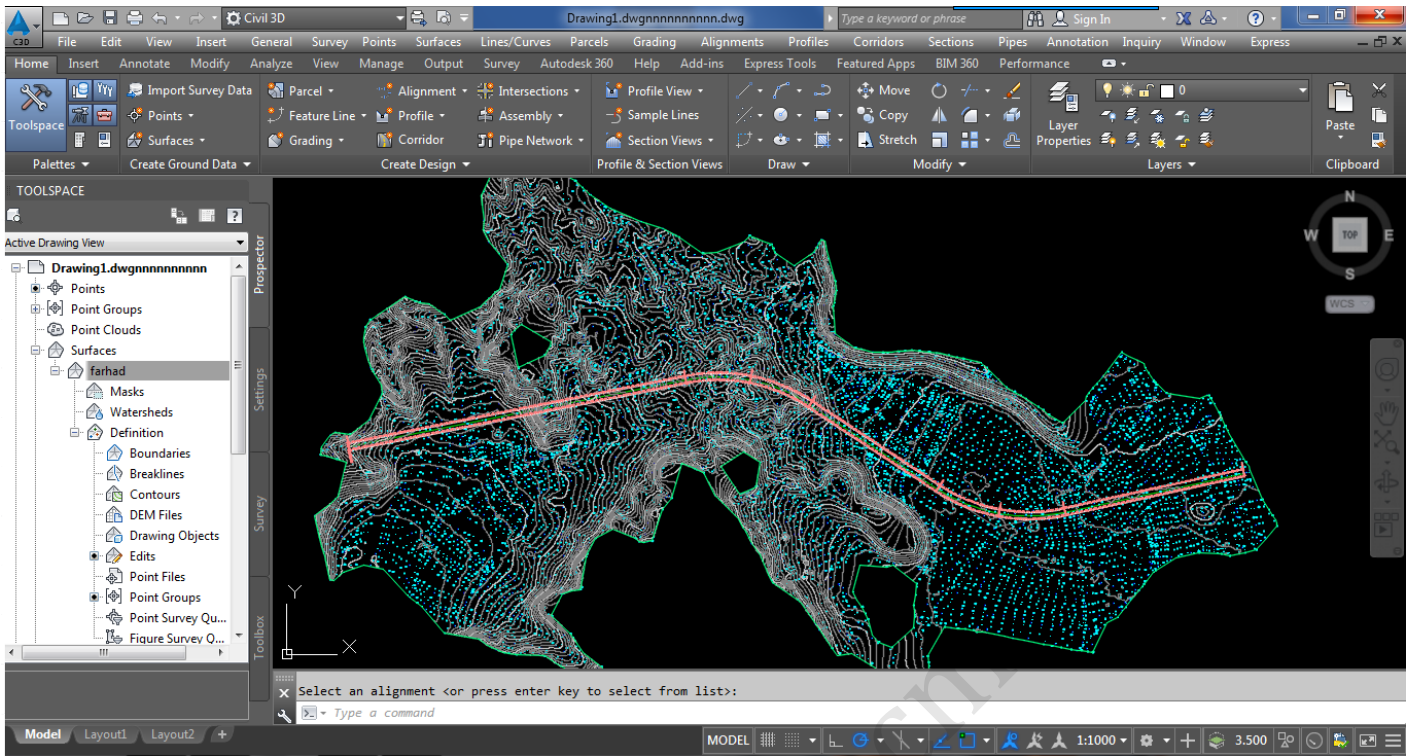 Civil 3D
Drawing1.dwgnnnnnnnnnn.dwg
Type a keyword or phrase
Sign In
C3D
File Edit View Insert General Survey Points Surfaces Lines/Curves Parcels Grading Alignments Profiles Corridors Sections Pipes Annotation Inquiry Window Express
Home Insert Annotate Modify Analyze View Manage Output Survey Autodesk 360 Help Add-ins Express Tools Featured Apps BIM 360 Performance
Import Survey Data Parcel Alignment Intersections Profile View Move 0
Points Feature Line Profile Assembly Sample Lines Copy
Toolspace Layer Properties Paste
Surfaces Grading Corridor Pipe Network Section Views Stretch
Palettes Create Ground Data Create Design Profile & Section Views Draw Modify Layers Clipboard
TOOLSPACE
Active Drawing View
Prospector
Settings
Survey
Toolbox
Drawing1.dwgnnnnnnnnnn
Points
Point Groups
Point Clouds
Surfaces
farhad
Masks
Watersheds
Definition
Boundaries
Breaklines
Contours
DEM Files
Drawing Objects
Edits
Point Files
Point Groups
Point Survey Qu...
Figure Survey Q...
N
W TOP E
S
WCS
Y
X
Select an alignment <or press enter key to select from list>:
Type a command
Model Layout1 Layout2 +
MODEL 1:1000 3.500